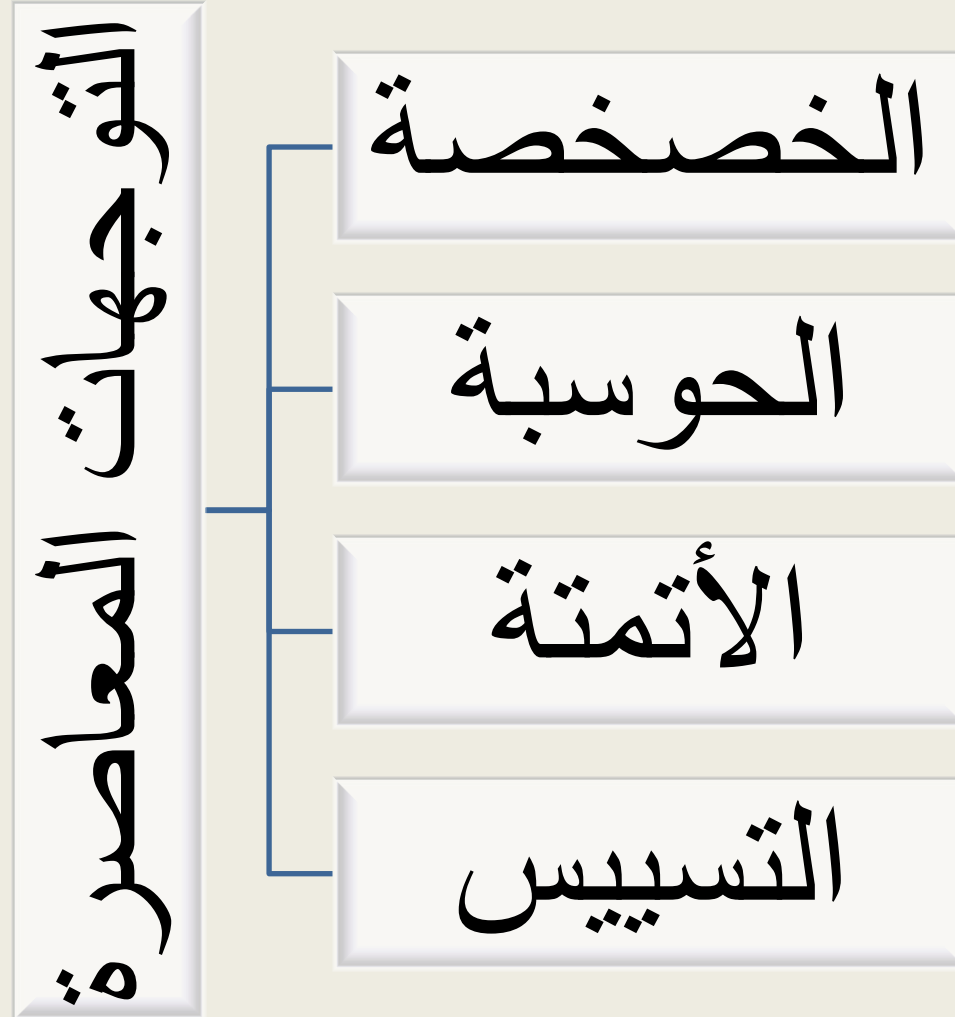 التوجهات المعاصرة
الخصخصة
الحوسبة
الأتمتة
التسييس